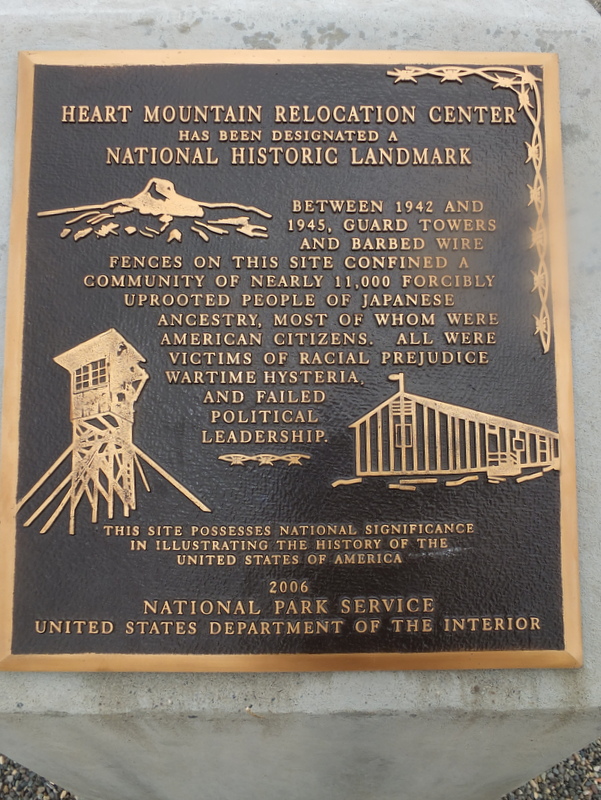 HEART MOUNTAIN RELOCATION CENTER
HAS BEEN DESIGNATED A
NATIONAL HISTORIC LANDMARK
BETWEEN 1942 AND
1945, GUARD TOWERS
AND BARBED WIRE
FENCES ON THIS SITE CONFINED A
COMMUNITY OF NEARLY 11,000 FORCIBLY
UPROOTED PEOPLE OF JAPANESE
ANCESTRY, MOST OF WHOM WERE
AMERICAN CITIZENS. ALL WERE
VICTIMS OF RACIAL PREJUDICE
WARTIME HYSTERIA,
AND FAILED
POLITICAL
LEADERSHIP.
THIS SITE POSSESSES NATIONAL SIGNIFICANCE
IN ILLUSTRATING THE HISTORY OF THE
UNITED STATES OF AMERICA
2006
NATIONAL PARK SERVICE
UNITED STATES DEPARTMENT OF THE INTERIOR